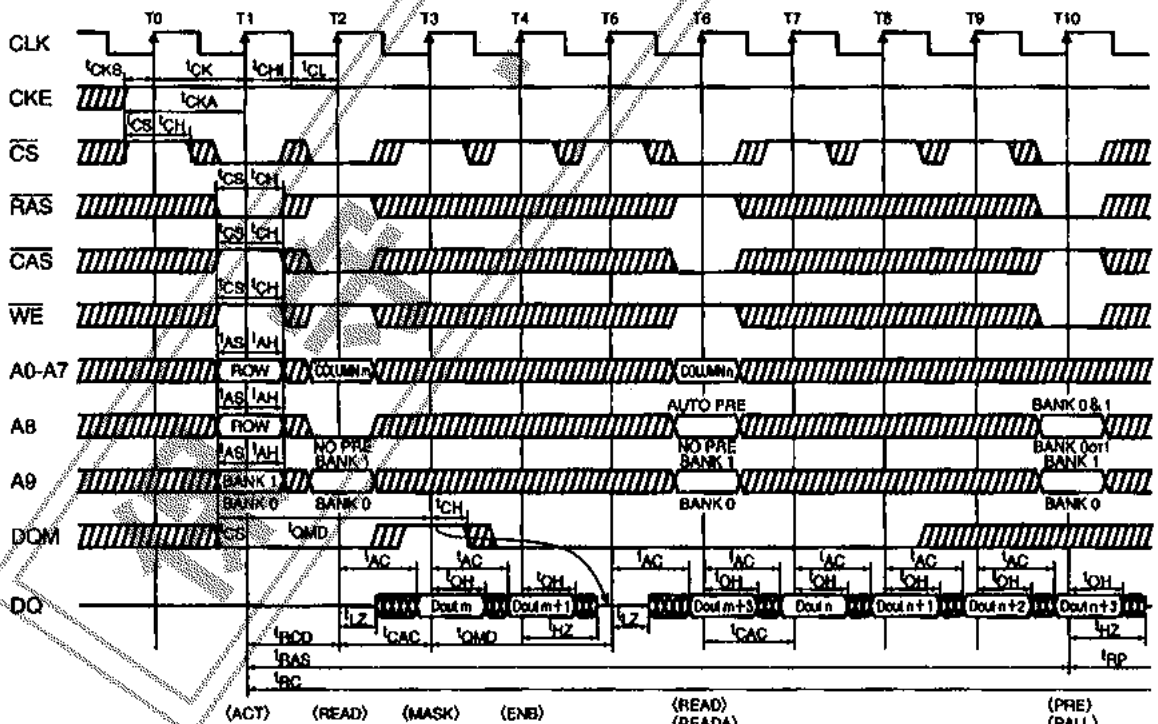 T0 T1 T2 T3 T4 T5 T6 T7 T8 T9 T10
CLK
tCKS tCK tCHI tCL
CKE
tCKA
tCS tCH
CS
tCS tCH
RAS
tCS tCH
CAS
tCS tCH
WE
tAS tAH
A0-A7 ROW COLUMN m COLUMN n
tAS tAH AUTO PRE BANK 0&1
A8 ROW
tAS tAH NO PRE NO PRE BANK 0or1
BANK 1 BANK 1 BANK 1
A9 BANK 1
BANK 0 BANK 0 BANK 0 BANK 0
tCH
DQM tCS tQMD
tAC tAC tAC tAC tAC tAC tAC
tOH tOH tOH tOH tOH tOH tOH
DQ Dout m Dout m+1 Dout m+3 Dout n Dout n+1 Dout n+2 Dout n+3
tLZ tHZ tLZ tHZ
tRCD tCAC tQMD tCAC
tRAS tRP
tRC
(ACT) (READ) (MASK) (ENB) (READ) (PRE)
(READA) (PALL)